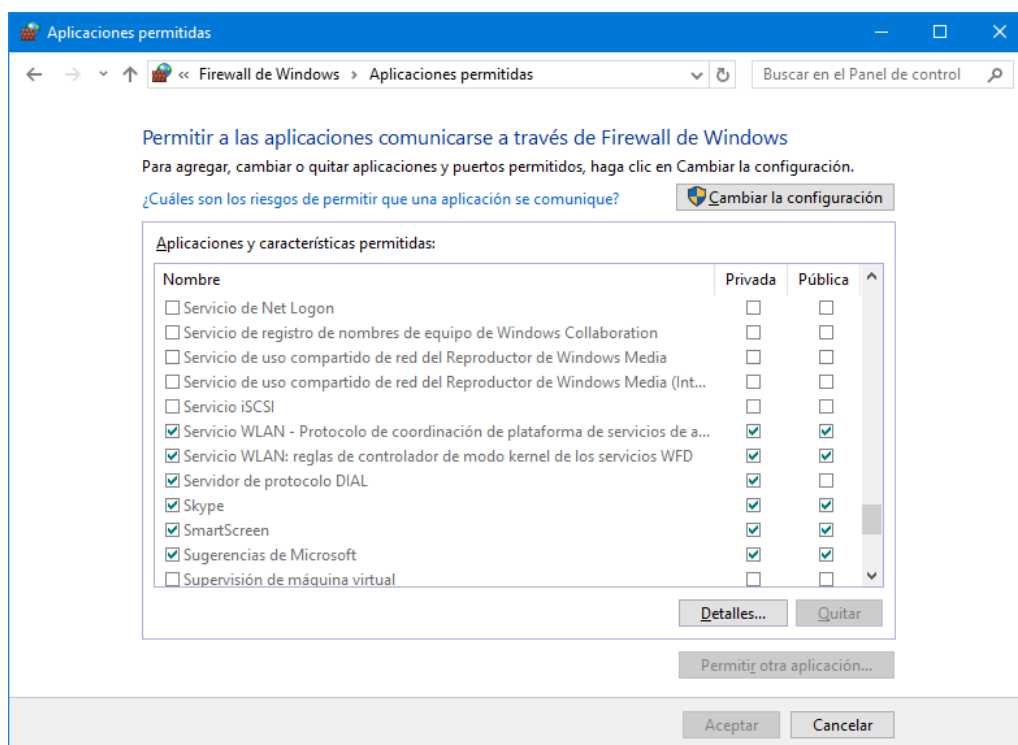 Aplicaciones permitidas
« Firewall de Windows > Aplicaciones permitidas Buscar en el Panel de control
Permitir a las aplicaciones comunicarse a través de Firewall de Windows
Para agregar, cambiar o quitar aplicaciones y puertos permitidos, haga clic en Cambiar la configuración.
¿Cuáles son los riesgos de permitir que una aplicación se comunique? Cambiar la configuración
Aplicaciones y características permitidas:
Nombre Privada Pública
Servicio de Net Logon
Servicio de registro de nombres de equipo de Windows Collaboration
Servicio de uso compartido de red del Reproductor de Windows Media
Servicio de uso compartido de red del Reproductor de Windows Media (Int...
Servicio iSCSI
Servicio WLAN - Protocolo de coordinación de plataforma de servicios de a...
Servicio WLAN: reglas de controlador de modo kernel de los servicios WFD
Servidor de protocolo DIAL
Skype
SmartScreen
Sugerencias de Microsoft
Supervisión de máquina virtual
Detalles... Quitar
Permitir otra aplicación...
Aceptar Cancelar